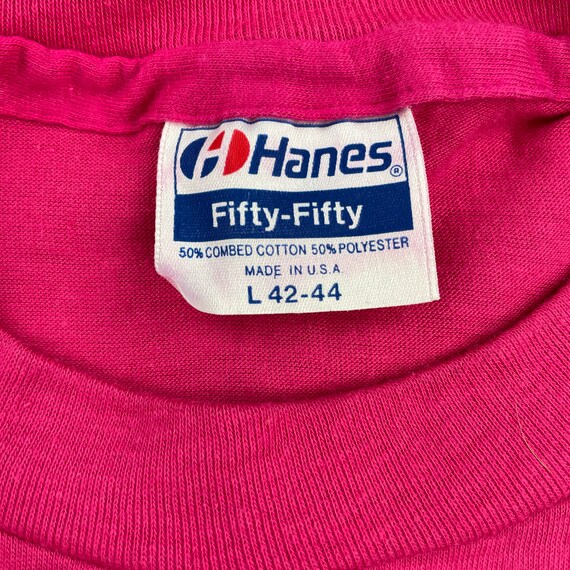 Hanes®
Fifty-Fifty
50% COMBED COTTON 50% POLYESTER
MADE IN U.S.A
L 42-44